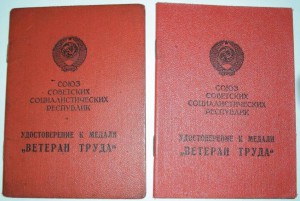 СОЮЗ
СОВЕТСКИХ
СОЦИАЛИСТИЧЕСКИХ
РЕСПУБЛИК
УДОСТОВЕРЕНИЕ К МЕДАЛИ
„ВЕТЕРАН ТРУДА“
СОЮЗ
СОВЕТСКИХ
СОЦИАЛИСТИЧЕСКИХ
РЕСПУБЛИК
УДОСТОВЕРЕНИЕ К МЕДАЛИ
„ВЕТЕРАН ТРУДА“